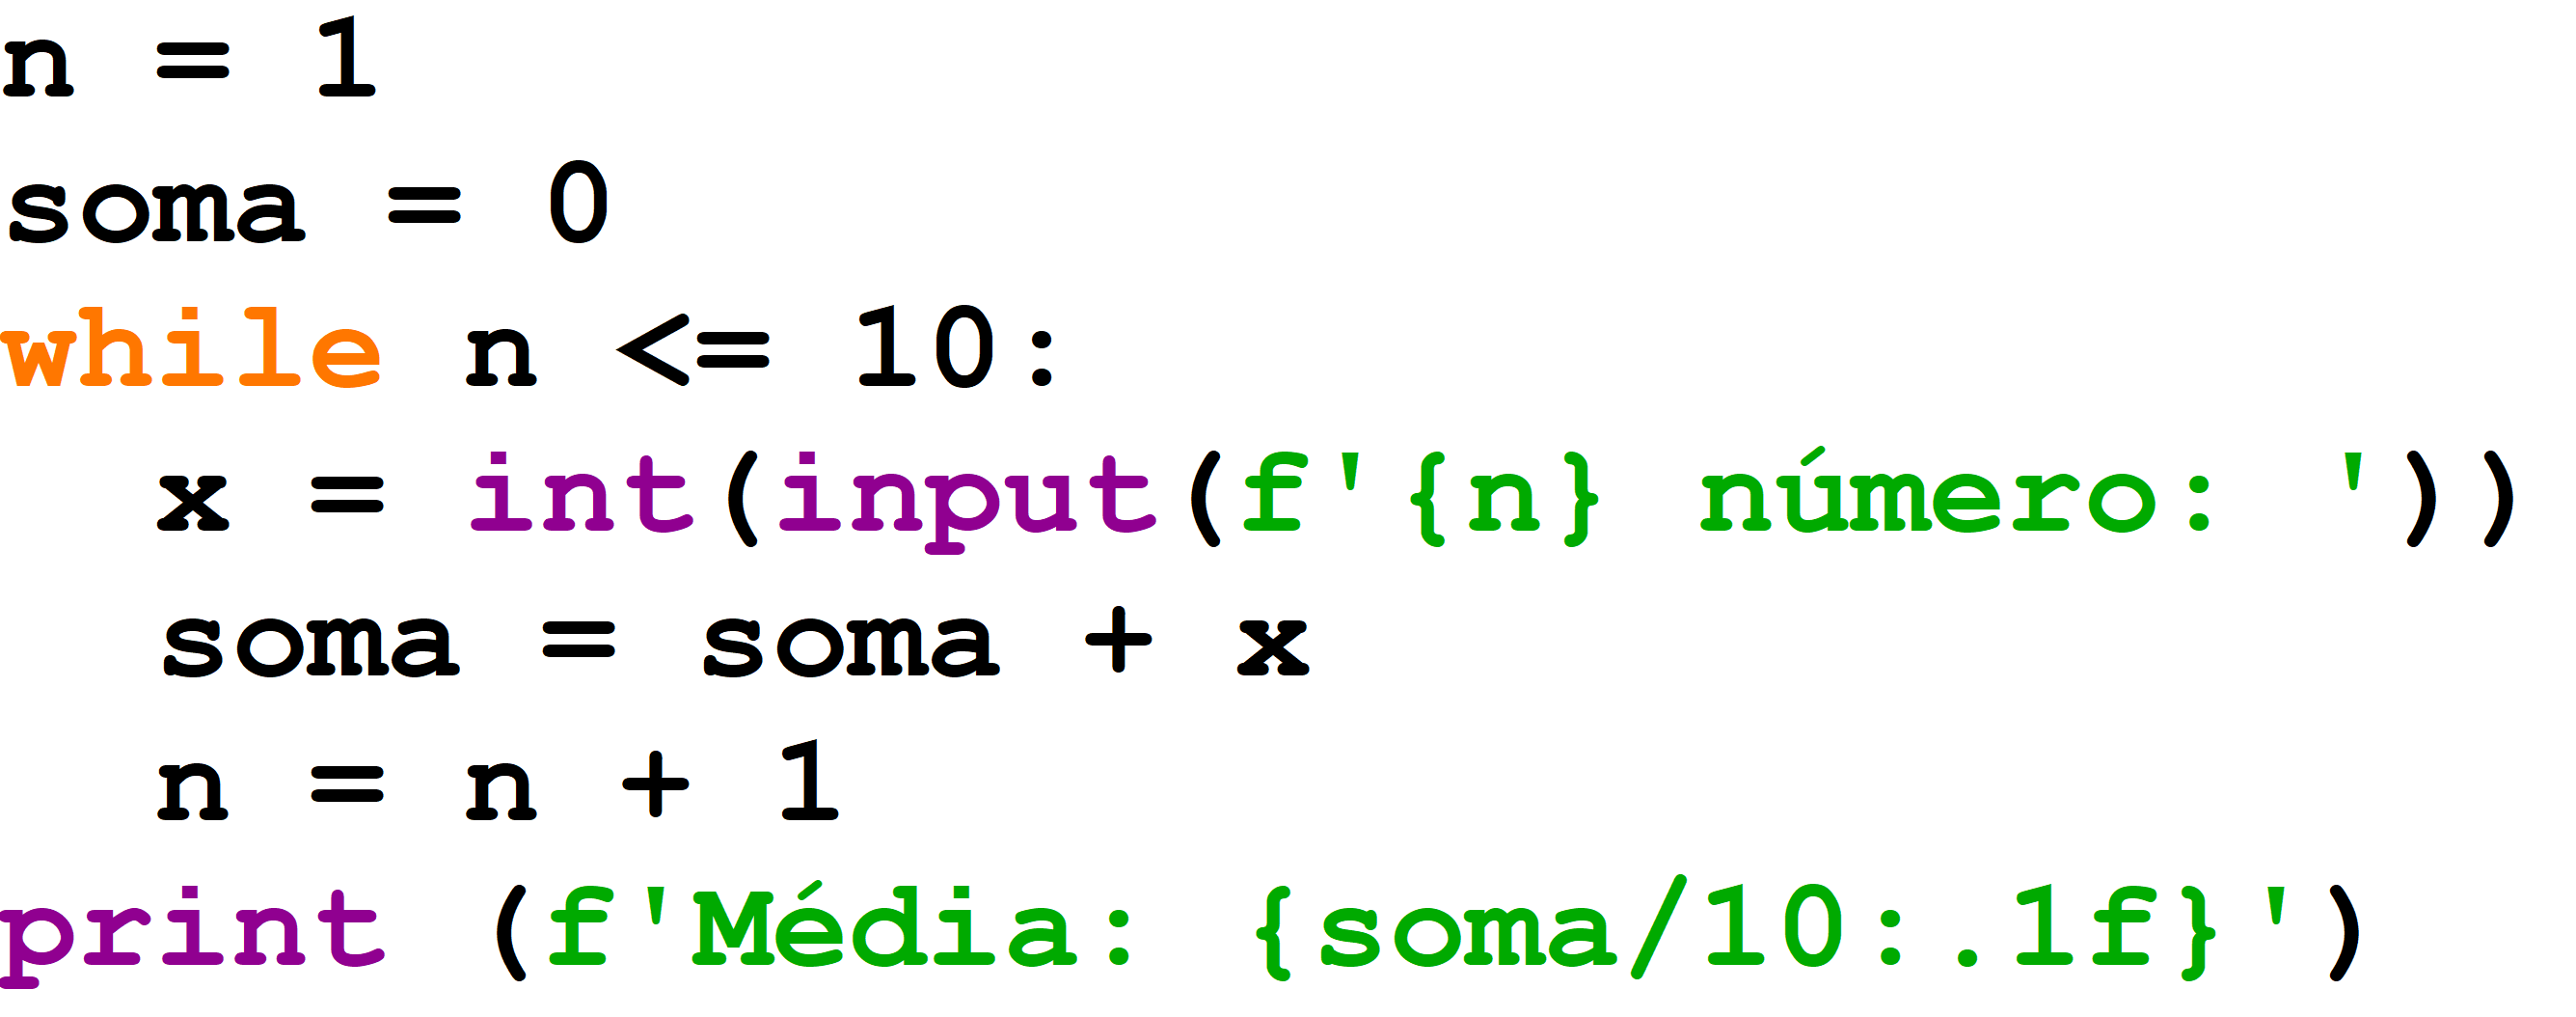 n = 1
soma = 0
while n <= 10:
  x = int(input(f'{n} número: '))
  soma = soma + x
  n = n + 1
print (f'Média: {soma/10:.1f}')